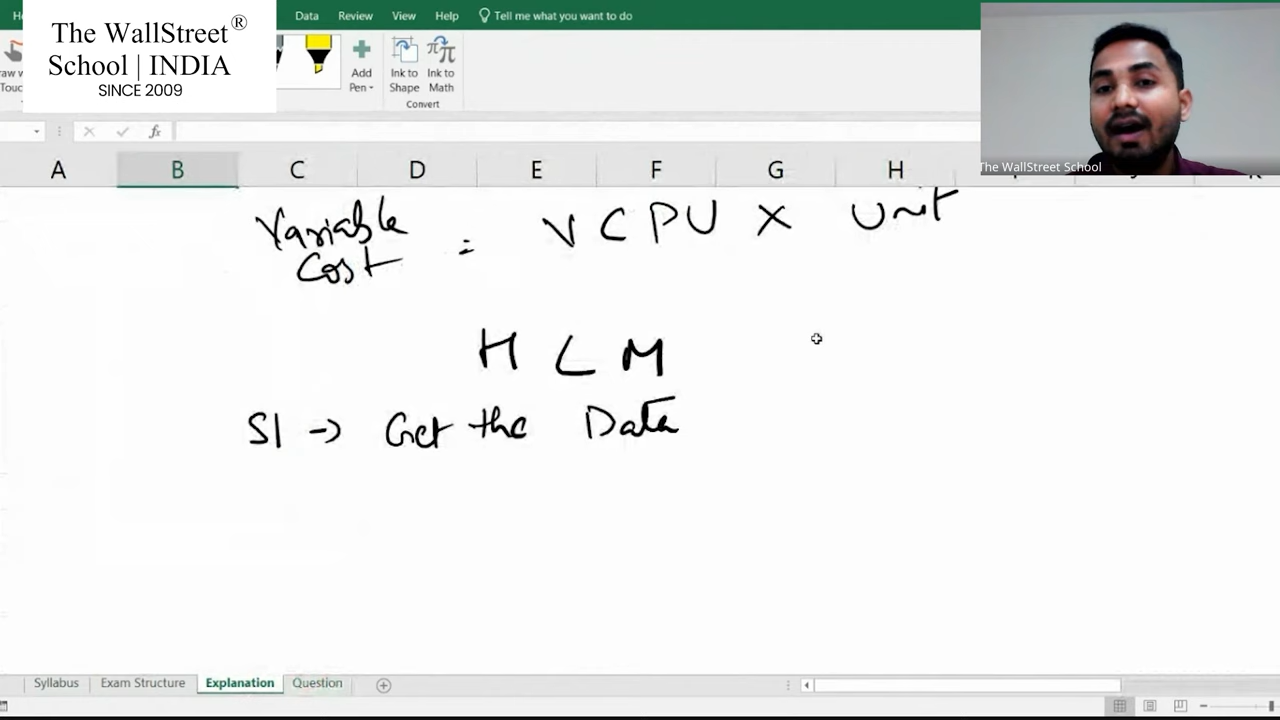 Data Review View Help Tell me what you want to do
The WallStreet®
School | INDIA
SINCE 2009
Add Ink to Ink to
Pen Shape Math
Convert
fx
The WallStreet School
A B C D E F G H
Variable
Cost = VCPU X Unit
H L M
S1 → Get the Data
Syllabus Exam Structure Explanation Question